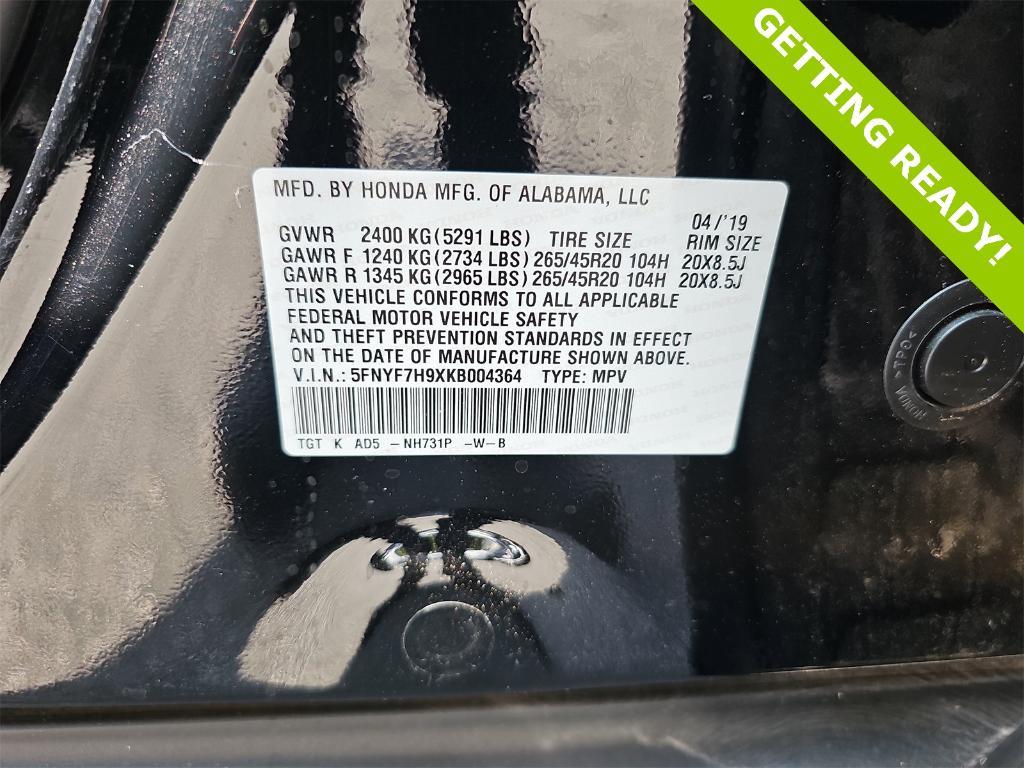 GETTING READY!
MFD. BY HONDA MFG. OF ALABAMA, LLC
04/'19
GVWR 2400 KG(5291 LBS) TIRE SIZE RIM SIZE
GAWR F 1240 KG(2734 LBS) 265/45R20 104H 20X8.5J
GAWR R 1345 KG(2965 LBS) 265/45R20 104H 20X8.5J
THIS VEHICLE CONFORMS TO ALL APPLICABLE
FEDERAL MOTOR VEHICLE SAFETY
AND THEFT PREVENTION STANDARDS IN EFFECT
ON THE DATE OF MANUFACTURE SHOWN ABOVE.
V.I.N.: 5FNYF7H9XKB004364 TYPE: MPV
TGT K AD5 -NH731P -W-B
>TPO<